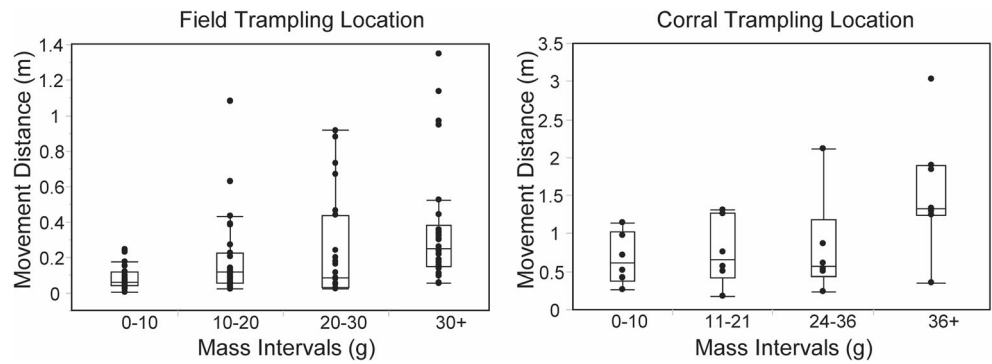 Field Trampling Location
Movement Distance (m)
1.4
1.2
1
0.8
0.6
0.4
0.2
0
0-10 10-20 20-30 30+
Mass Intervals (g)
Corral Trampling Location
Movement Distance (m)
3.5
3
2.5
2
1.5
1
0.5
0
0-10 11-21 24-36 36+
Mass Intervals (g)